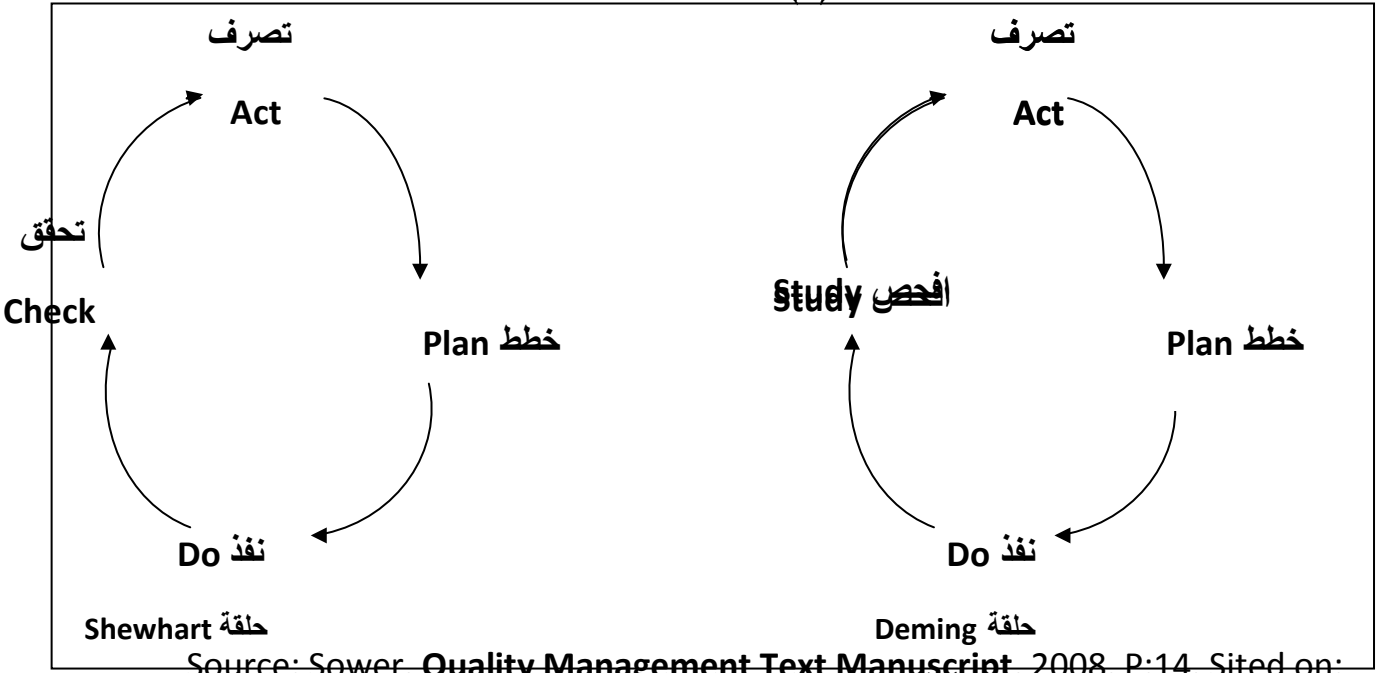 تصرف
Act
تحقق
Check
خطط Plan
نفذ Do
حلقة Shewhart
تصرف
Act
افحص Study
خطط Plan
نفذ Do
حلقة Deming
Source: Sower, Quality Management Text Manuscript, 2008, P:14, Sited on: